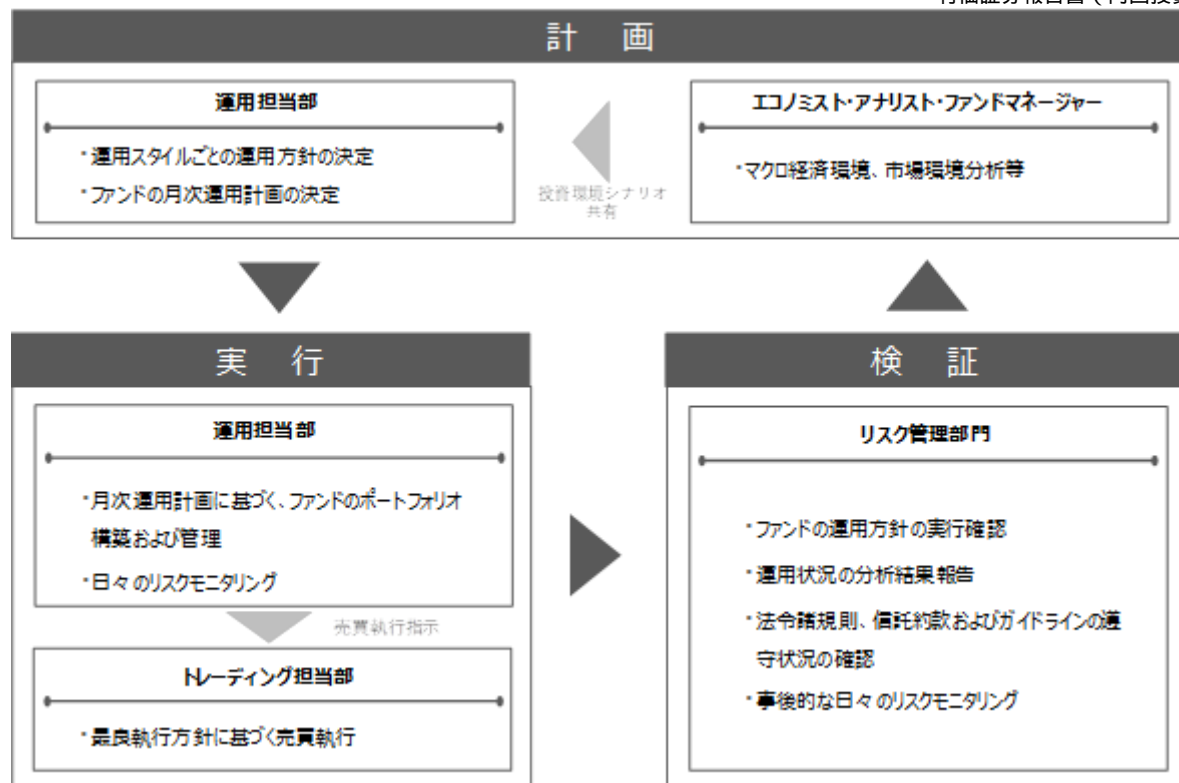 計 画
運用担当部
・運用スタイルごとの運用方針の決定
・ファンドの月次運用計画の決定
投資環境シナリオ
共有
エコノミスト・アナリスト・ファンドマネージャー
・マクロ経済環境、市場環境分析等
実 行
運用担当部
・月次運用計画に基づく、ファンドのポートフォリオ
構築および管理
・日々のリスクモニタリング
売買執行指示
トレーディング担当部
・最良執行方針に基づく売買執行
検 証
リスク管理部門
・ファンドの運用方針の実行確認
・運用状況の分析結果報告
・法令諸規則、信託約款およびガイドラインの遵
守状況の確認
・事後的な日々のリスクモニタリング